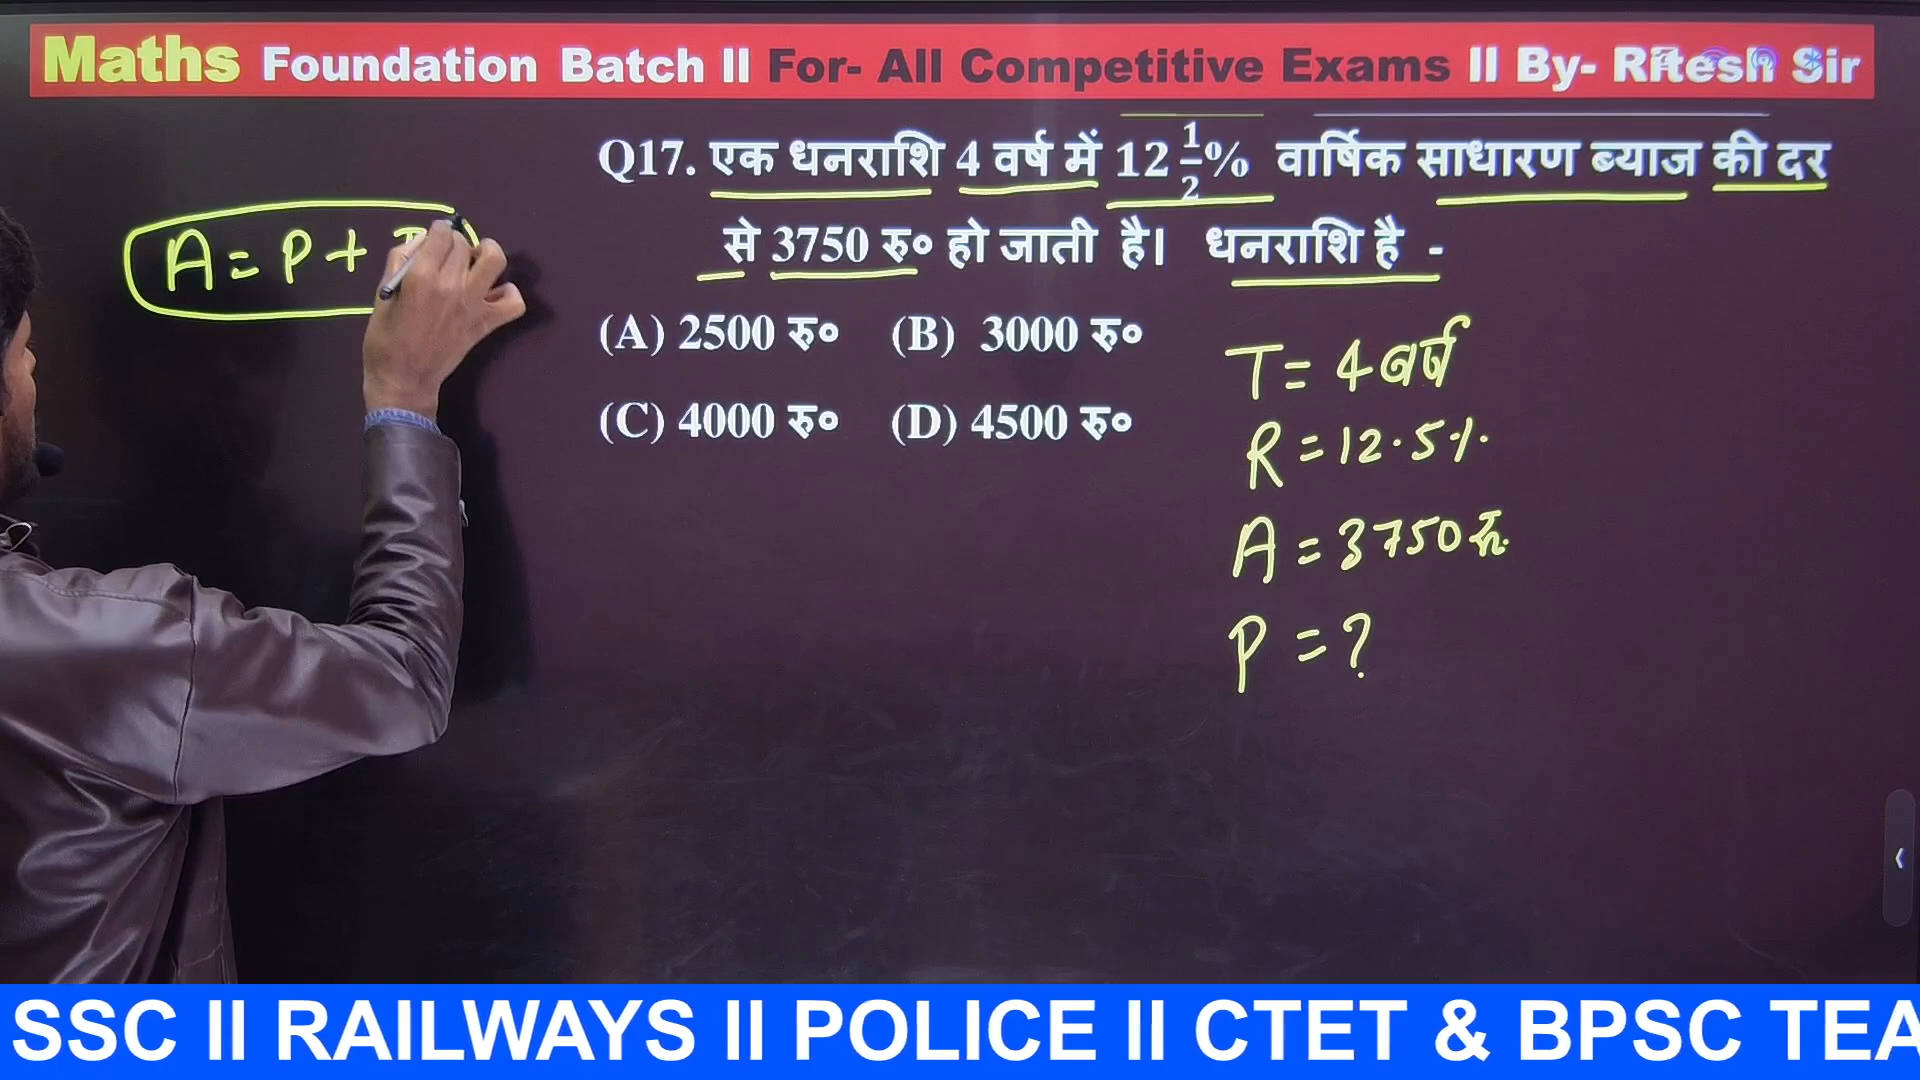 Maths Foundation Batch II For- All Competitive Exams II By- Ritesh Sir
Q17. एक धनराशि 4 वर्ष में 12 1/2% वार्षिक साधारण ब्याज की दर
से 3750 रु० हो जाती है। धनराशि है -
(A) 2500 रु० (B) 3000 रु०
(C) 4000 रु० (D) 4500 रु०
A = P +
T = 4 वर्ष
R = 12.5%
A = 3750 रु.
P = ?
SSC II RAILWAYS II POLICE II CTET & BPSC TEA